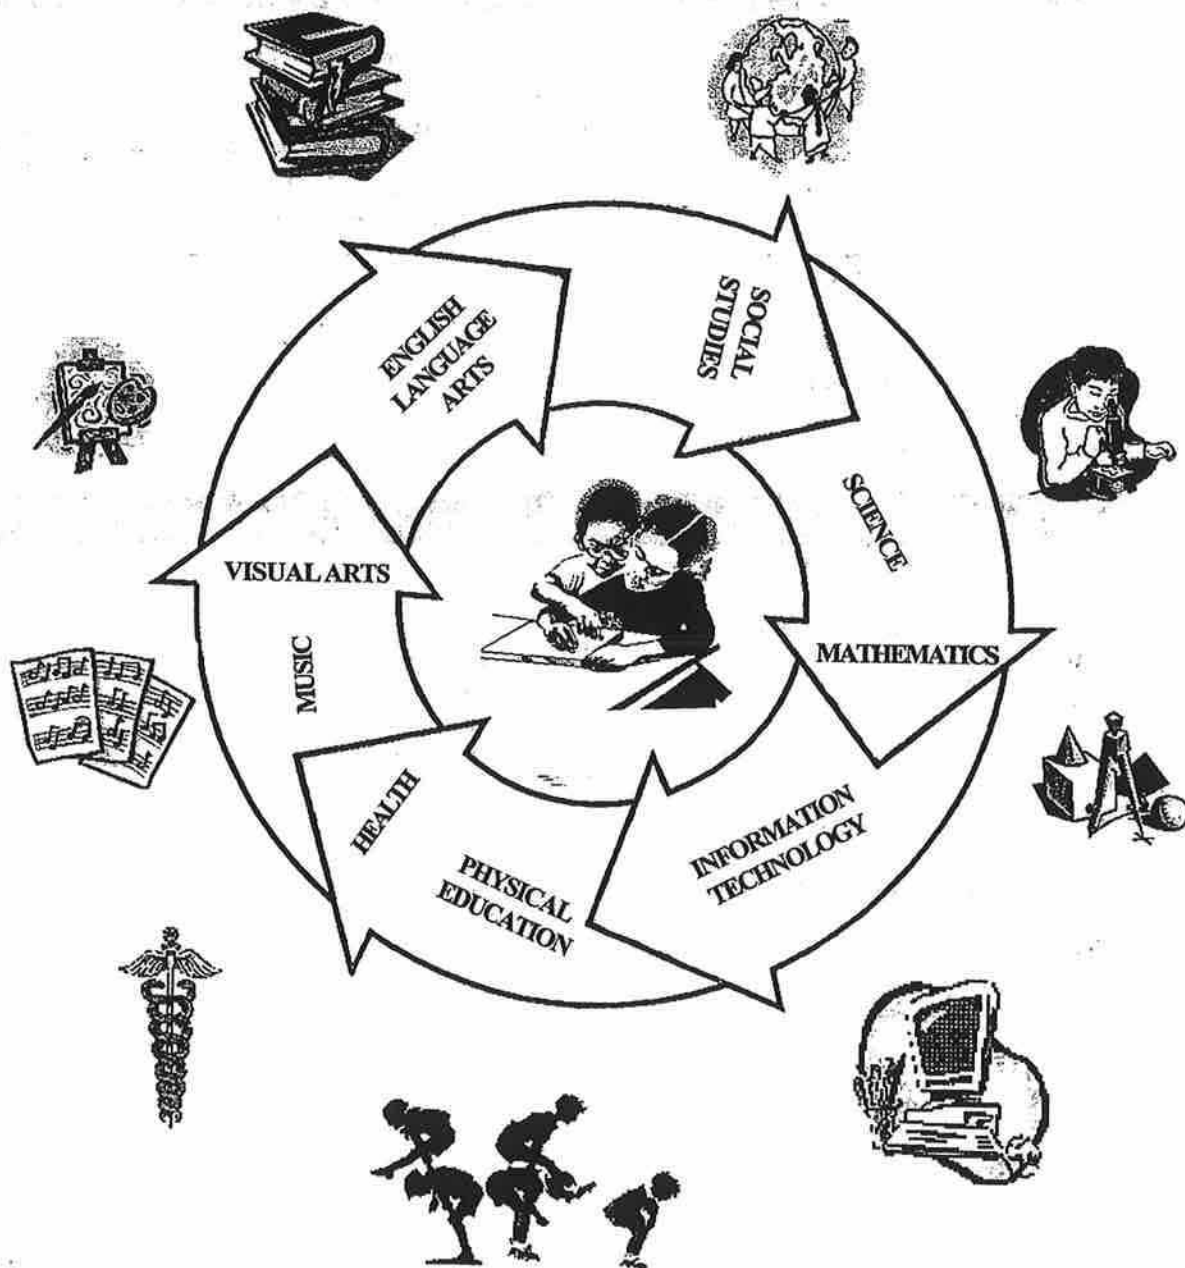 ENGLISH
LANGUAGE
ARTS
SOCIAL
STUDIES
SCIENCE
MATHEMATICS
INFORMATION
TECHNOLOGY
PHYSICAL
EDUCATION
HEALTH
MUSIC
VISUAL ARTS